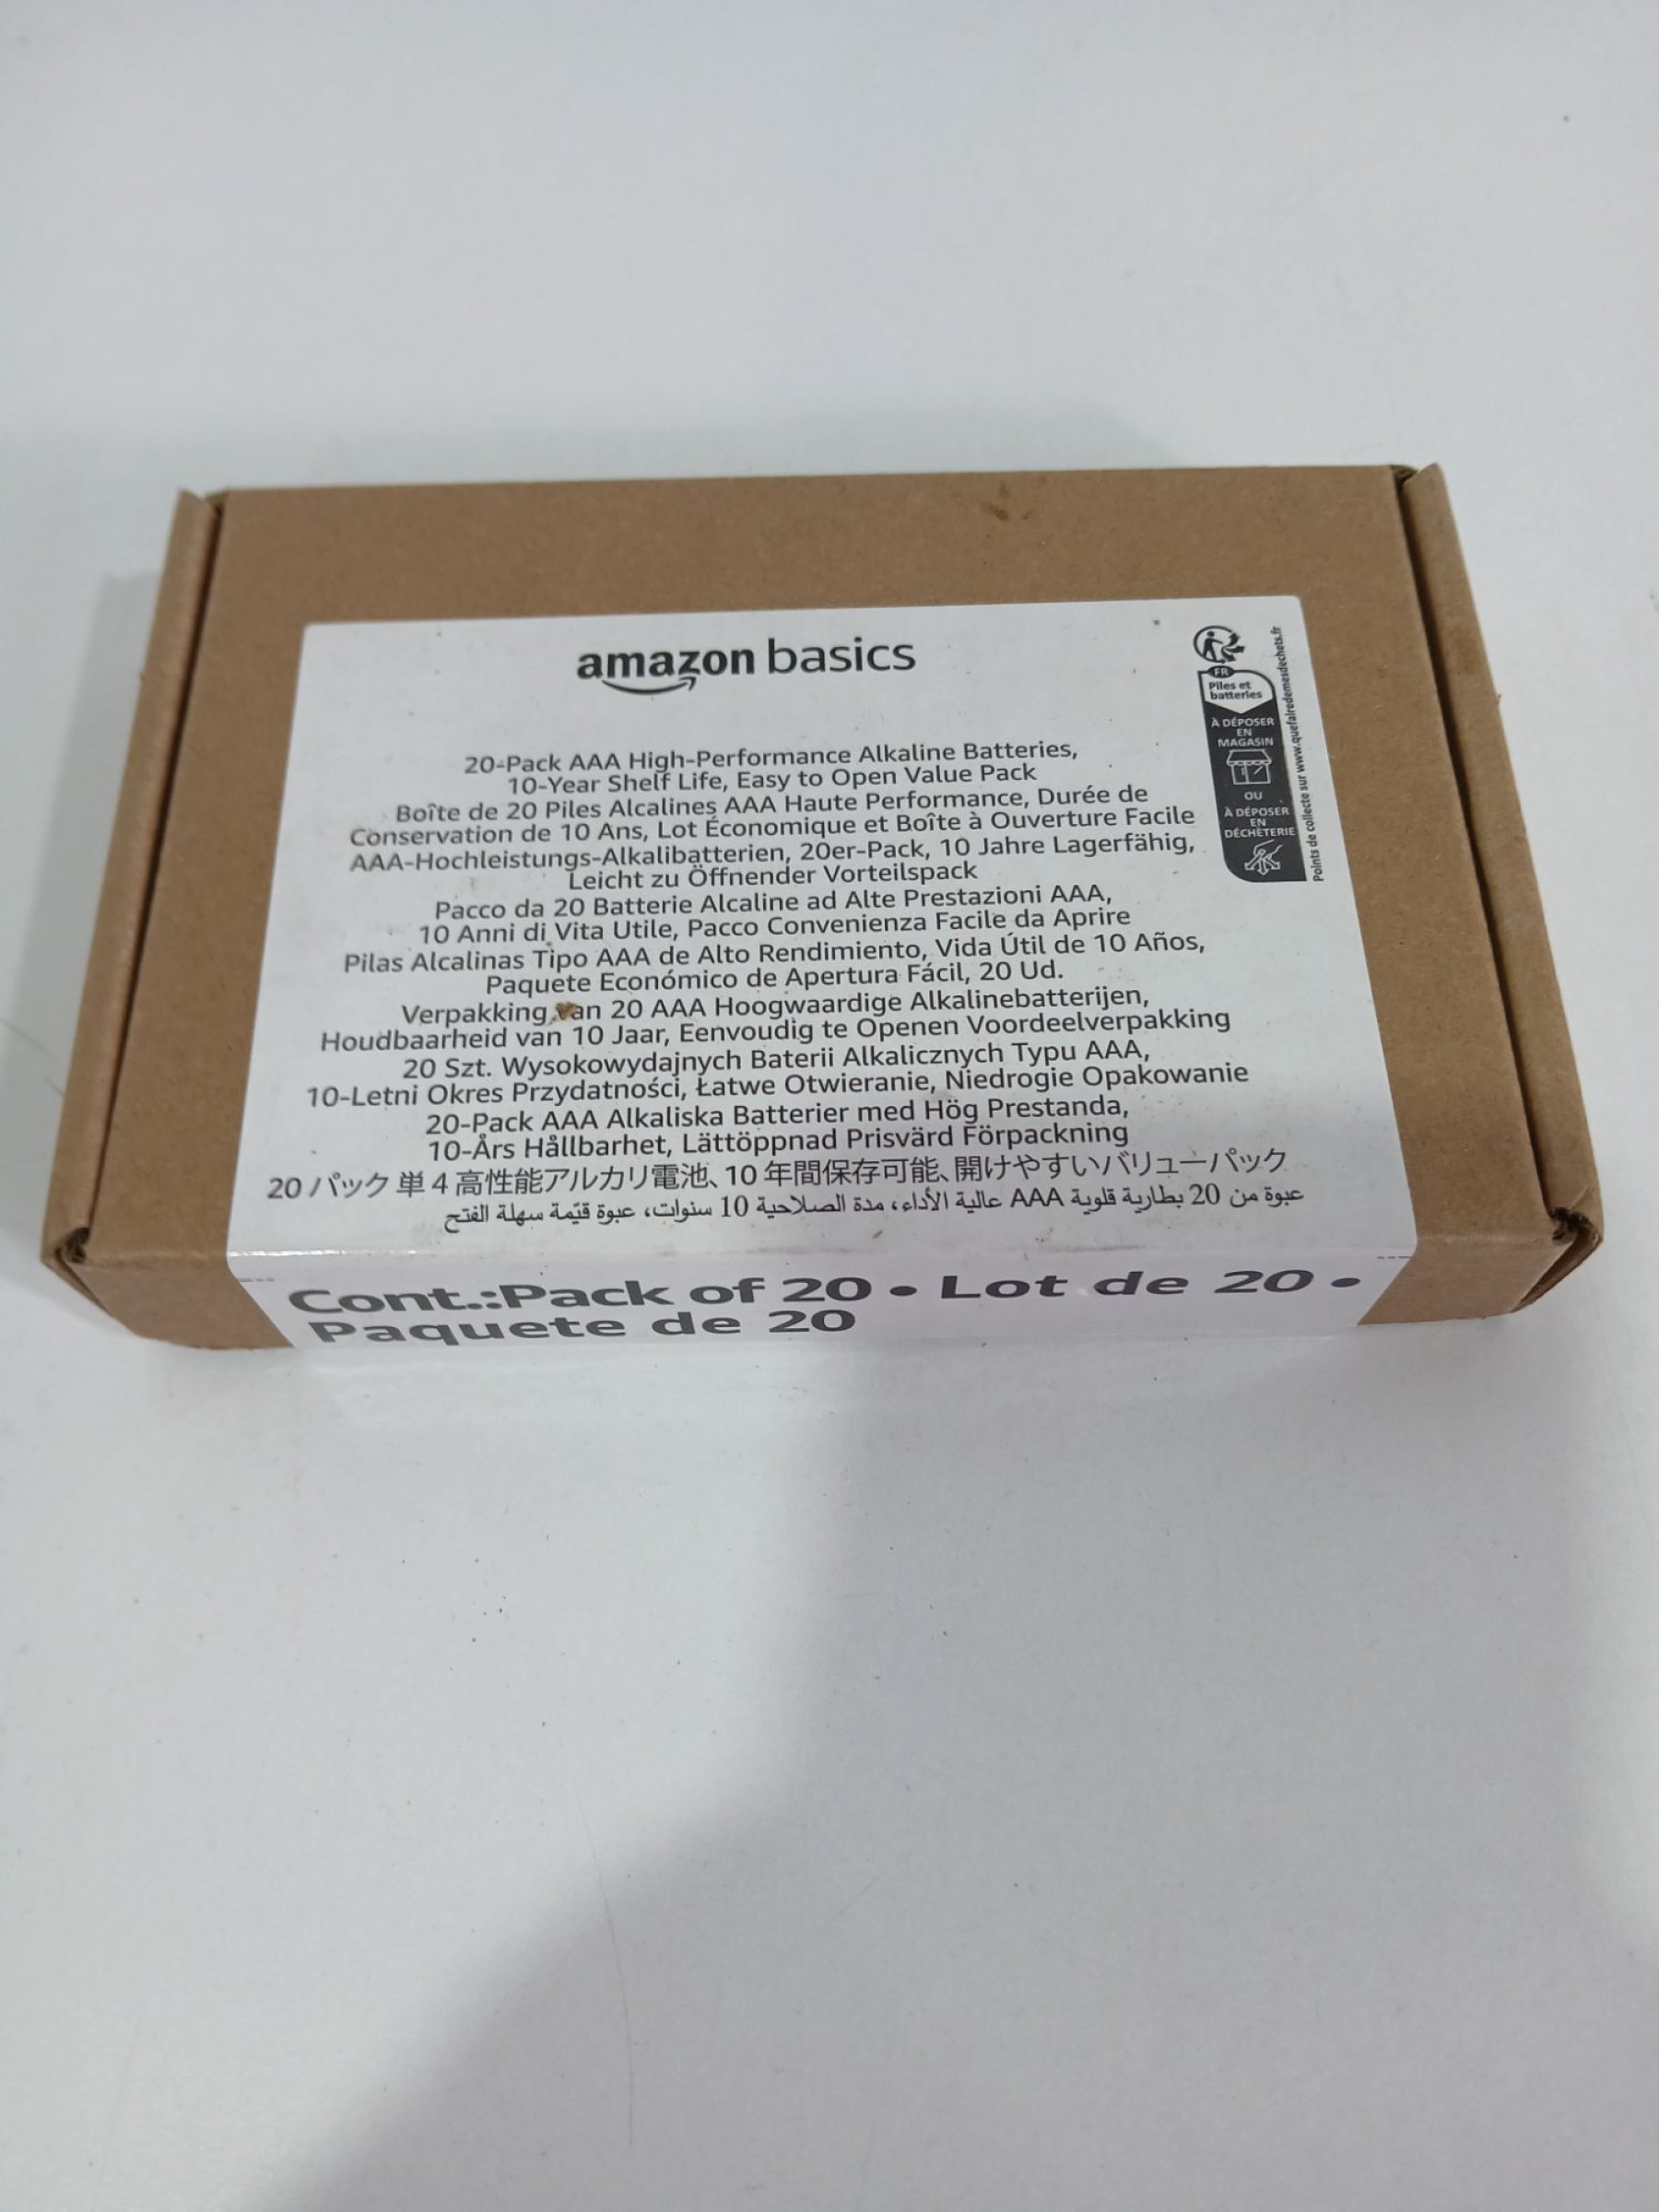 amazon basics
20-Pack AAA High-Performance Alkaline Batteries,
10-Year Shelf Life, Easy to Open Value Pack
Boîte de 20 Piles Alcalines AAA Haute Performance, Durée de
Conservation de 10 Ans, Lot Économique et Boîte à Ouverture Facile
AAA-Hochleistungs-Alkalibatterien, 20er-Pack, 10 Jahre Lagerfähig,
Leicht zu Öffnender Vorteilspack
Pacco da 20 Batterie Alcaline ad Alte Prestazioni AAA,
10 Anni di Vita Utile, Pacco Convenienza Facile da Aprire
Pilas Alcalinas Tipo AAA de Alto Rendimiento, Vida Útil de 10 Años,
Paquete Económico de Apertura Fácil, 20 Ud.
Verpakking van 20 AAA Hoogwaardige Alkalinebatterijen,
Houdbaarheid van 10 Jaar, Eenvoudig te Openen Voordeelverpakking
20 Szt. Wysokowydajnych Baterii Alkalicznych Typu AAA,
10-Letni Okres Przydatności, Łatwe Otwieranie, Niedrogie Opakowanie
20-Pack AAA Alkaliska Batterier med Hög Prestanda,
10-Års Hållbarhet, Lättöppnad Prisvärd Förpackning
20 パック 単 4 高性能アルカリ電池、10 年間保存可能、開けやすいバリューパック
عبوة من 20 بطارية قلوية AAA عالية الأداء، مدة الصلاحية 10 سنوات، عبوة قيّمة سهلة الفتح
FR
Piles et
batteries
À DÉPOSER
EN
MAGASIN
OU
À DÉPOSER
EN
DÉCHÈTERIE
Points de collecte sur www.quefairedemesdechets.fr
Cont.:Pack of 20 • Lot de 20 •
Paquete de 20